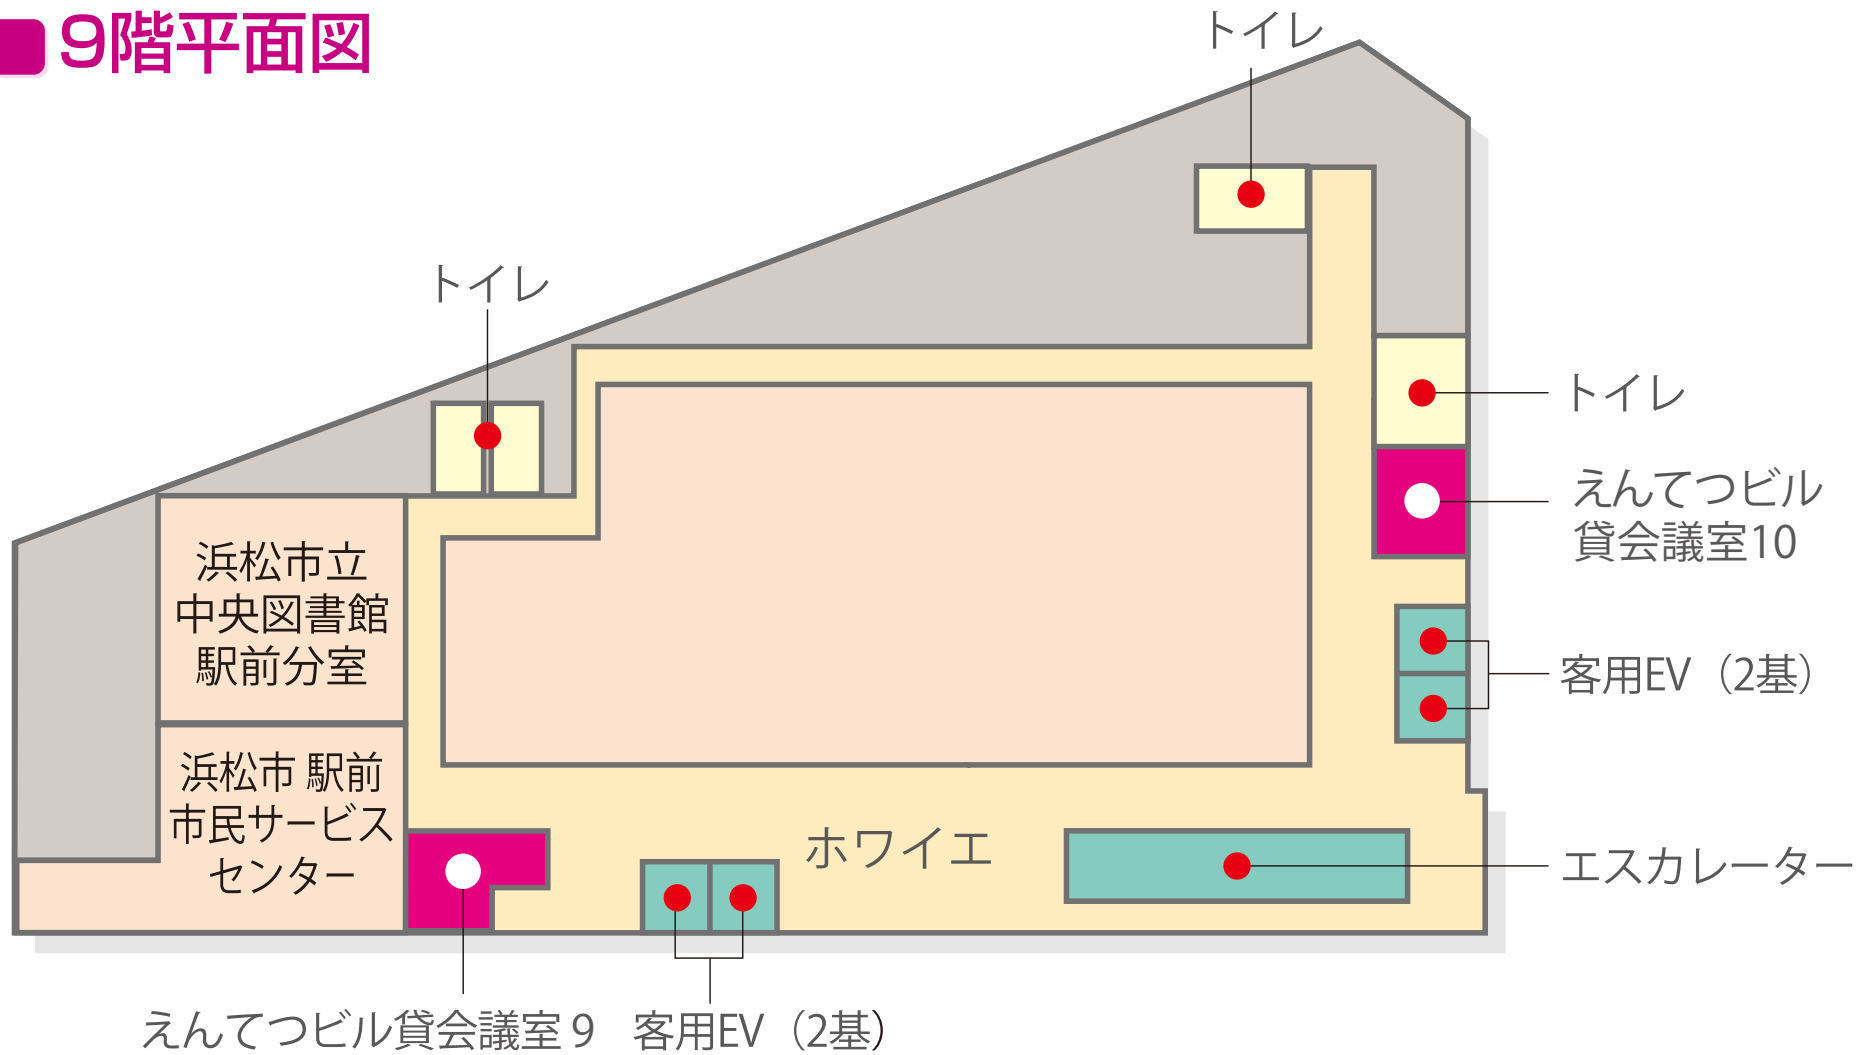 9階平面図
トイレ
トイレ
トイレ
えんてつビル
貸会議室10
浜松市立
中央図書館
駅前分室
客用EV（2基）
浜松市 駅前
市民サービス
センター
ホワイエ
エスカレーター
えんてつビル貸会議室 9
客用EV（2基）